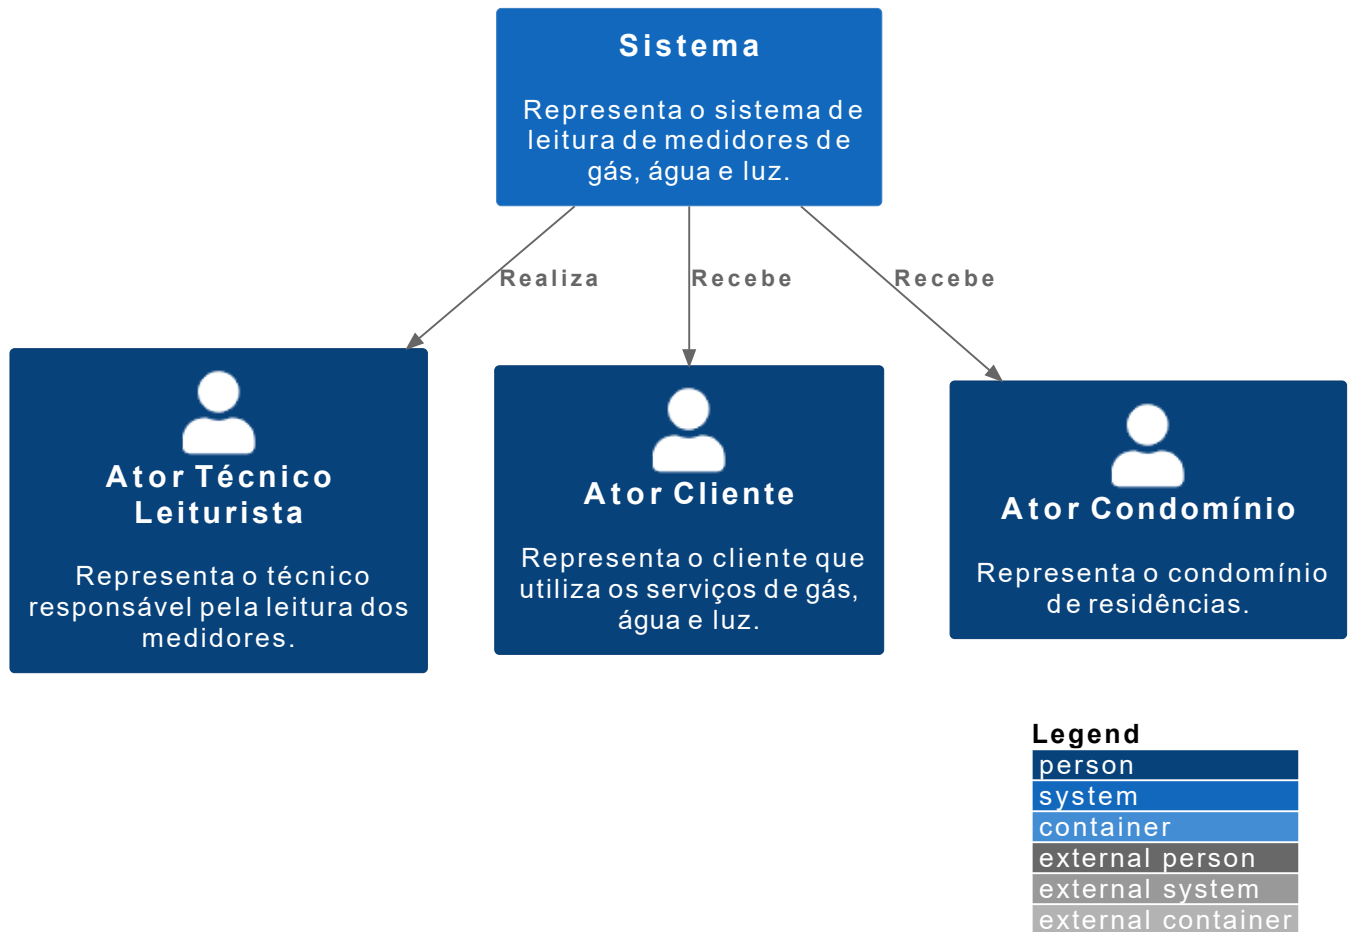 Sistema
Representa o sistema de
leitura de medidores de
gás, água e luz.
Realiza
Recebe
Recebe
Ator Técnico
Leiturista
Representa o técnico
responsável pela leitura dos
medidores.
Ator Cliente
Representa o cliente que
utiliza os serviços de gás,
água e luz.
Ator Condomínio
Representa o condomínio
de residências.
Legend
person
system
container
external person
external system
external container